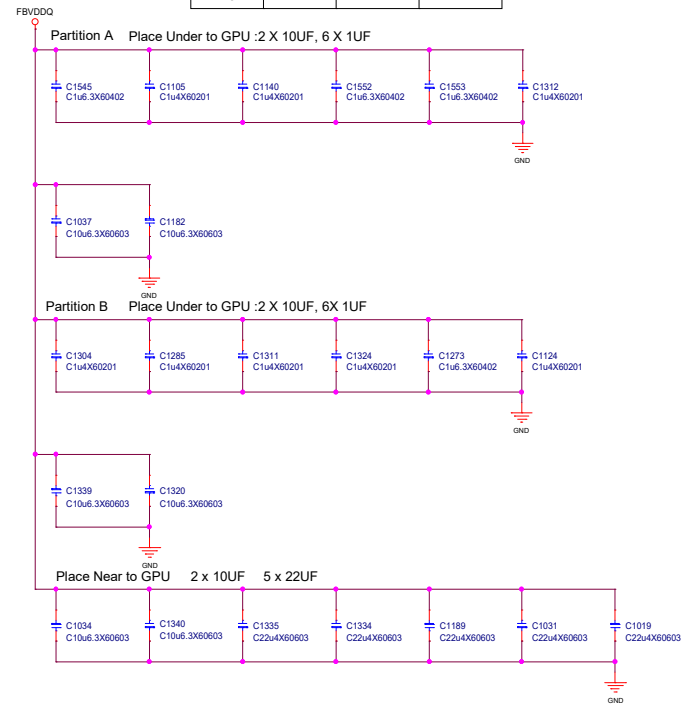 FBVDDQ
Partition A Place Under to GPU :2 X 10UF, 6 X 1UF
C1545 C1105 C1140 C1552 C1553 C1312
C1u6.3X60402 C1u4X60201 C1u4X60201 C1u6.3X60402 C1u6.3X60402 C1u4X60201
GND
C1037 C1182
C10u6.3X60603 C10u6.3X60603
GND
Partition B Place Under to GPU :2 X 10UF, 6X 1UF
C1304 C1285 C1311 C1324 C1273 C1124
C1u4X60201 C1u4X60201 C1u4X60201 C1u4X60201 C1u6.3X60402 C1u4X60201
GND
C1339 C1320
C10u6.3X60603 C10u6.3X60603
GND
Place Near to GPU 2 x 10UF 5 x 22UF
C1034 C1340 C1335 C1334 C1189 C1031 C1019
C10u6.3X60603 C10u6.3X60603 C22u4X60603 C22u4X60603 C22u4X60603 C22u4X60603 C22u4X60603
GND